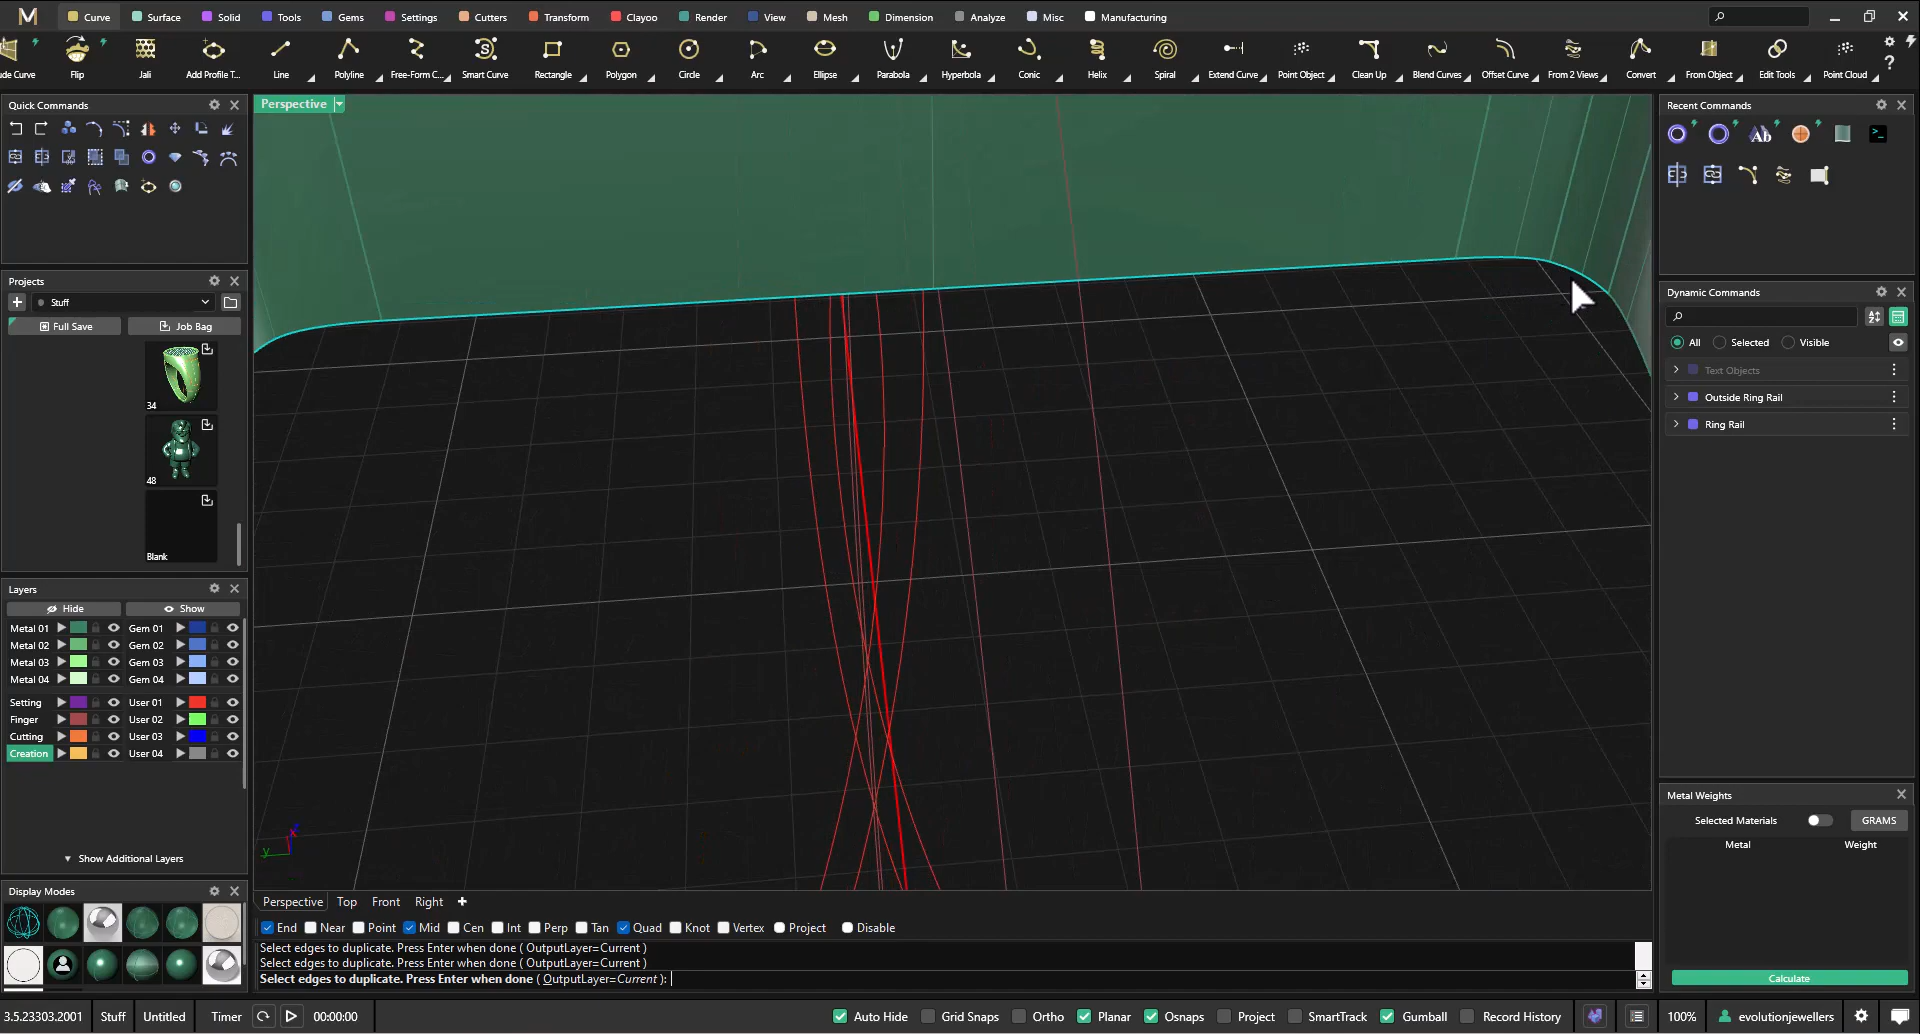 Curve Surface Solid Tools Gems Settings Cutters Transform Clayoo Render View Mesh Dimension Analyze Misc Manufacturing
ude Curve Flip Jali Add Profile T... Line Polyline Free-Form C... Smart Curve Rectangle Polygon Circle Arc Ellipse Parabola Hyperbola Conic Helix Spiral Extend Curve Point Object Clean Up Blend Curves Offset Curve From 2 Views Convert From Object Edit Tools Point Cloud
Quick Commands
Projects
Stuff
Full Save Job Bag
34
48
Blank
Layers
Hide Show
Metal 01 Gem 01
Metal 02 Gem 02
Metal 03 Gem 03
Metal 04 Gem 04
Setting User 01
Finger User 02
Cutting User 03
Creation User 04
Show Additional Layers
Display Modes
Perspective
x
y
Perspective Top Front Right
End Near Point Mid Cen Int Perp Tan Quad Knot Vertex Project Disable
Select edges to duplicate. Press Enter when done ( OutputLayer=Current )
Select edges to duplicate. Press Enter when done ( OutputLayer=Current )
Select edges to duplicate. Press Enter when done ( OutputLayer=Current ):
Recent Commands
Ab
Dynamic Commands
All Selected Visible
Text Objects
Outside Ring Rail
Ring Rail
Metal Weights
Selected Materials GRAMS
Metal Weight
Calculate
3.5.23303.2001 Stuff Untitled Timer 00:00:00 Auto Hide Grid Snaps Ortho Planar Osnaps Project SmartTrack Gumball Record History 100% evolutionjewellers